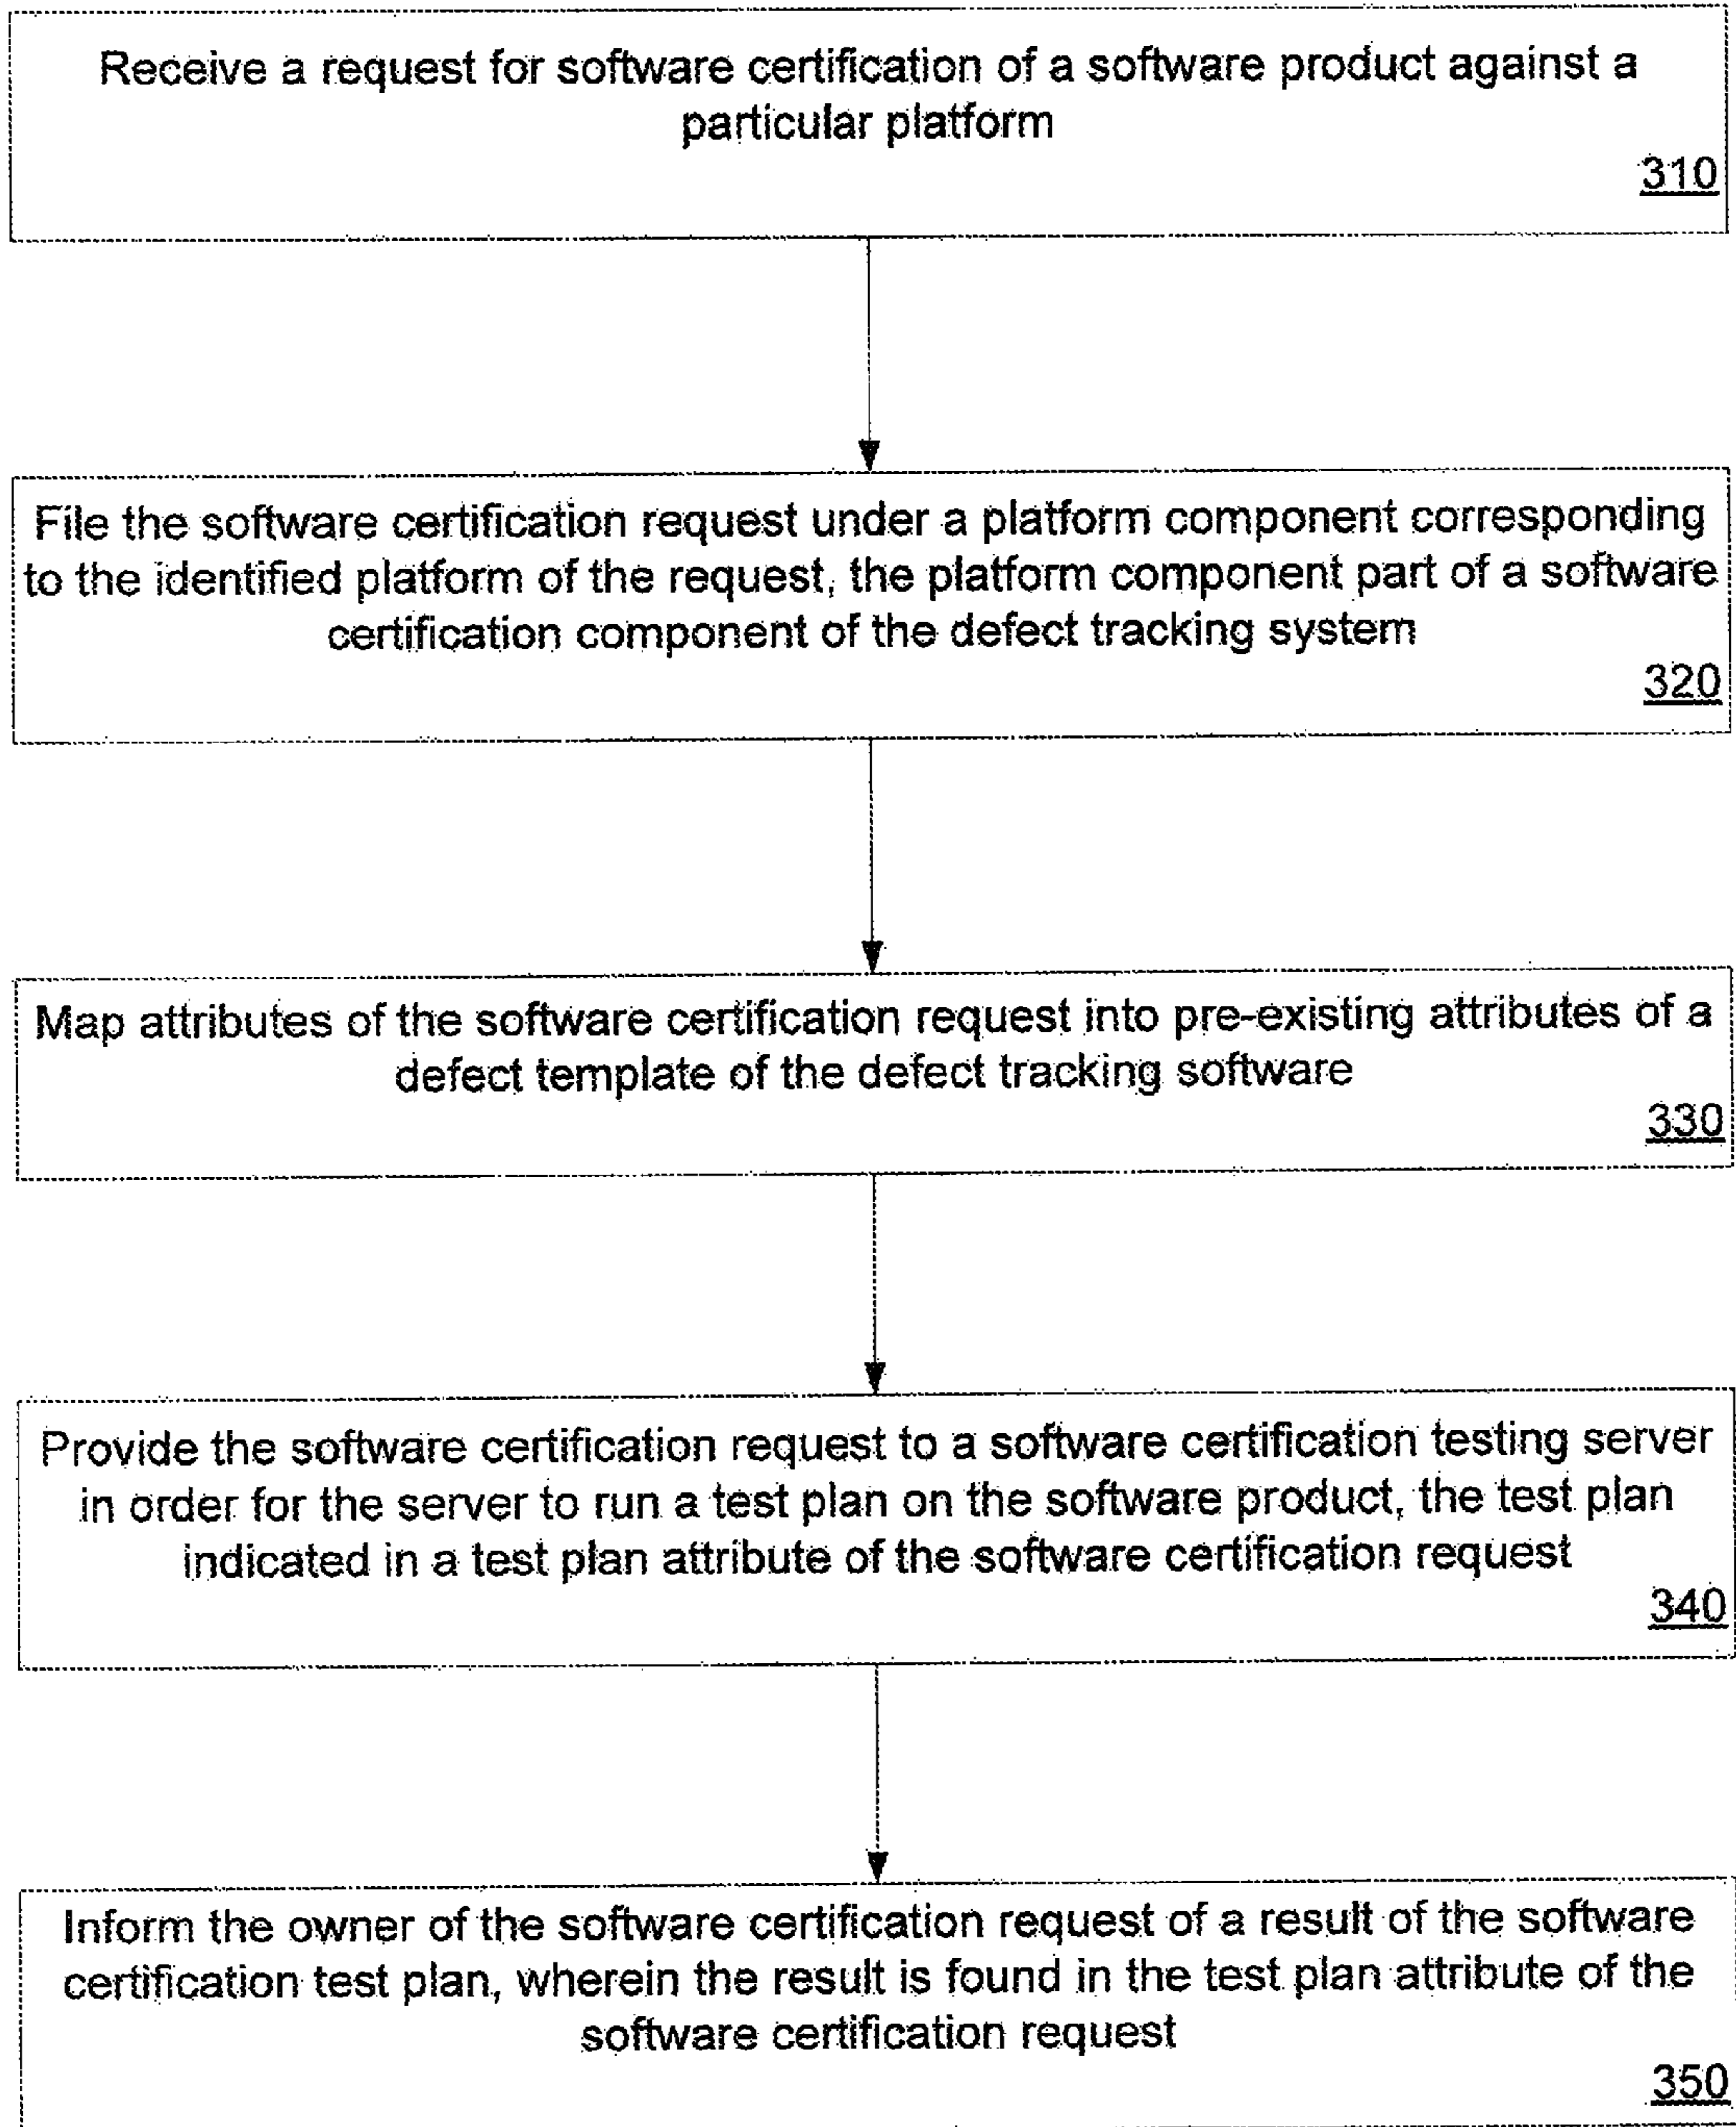 Receive a request for software certification of a software product against a
particular platform
310
File the software certification request under a platform component corresponding
to the identified platform of the request, the platform component part of a software
certification component of the defect tracking system
320
Map attributes of the software certification request into pre-existing attributes of a
defect template of the defect tracking software
330
Provide the software certification request to a software certification testing server
in order for the server to run a test plan on the software product, the test plan
indicated in a test plan attribute of the software certification request
340
Inform the owner of the software certification request of a result of the software
certification test plan, wherein the result is found in the test plan attribute of the
software certification request
350